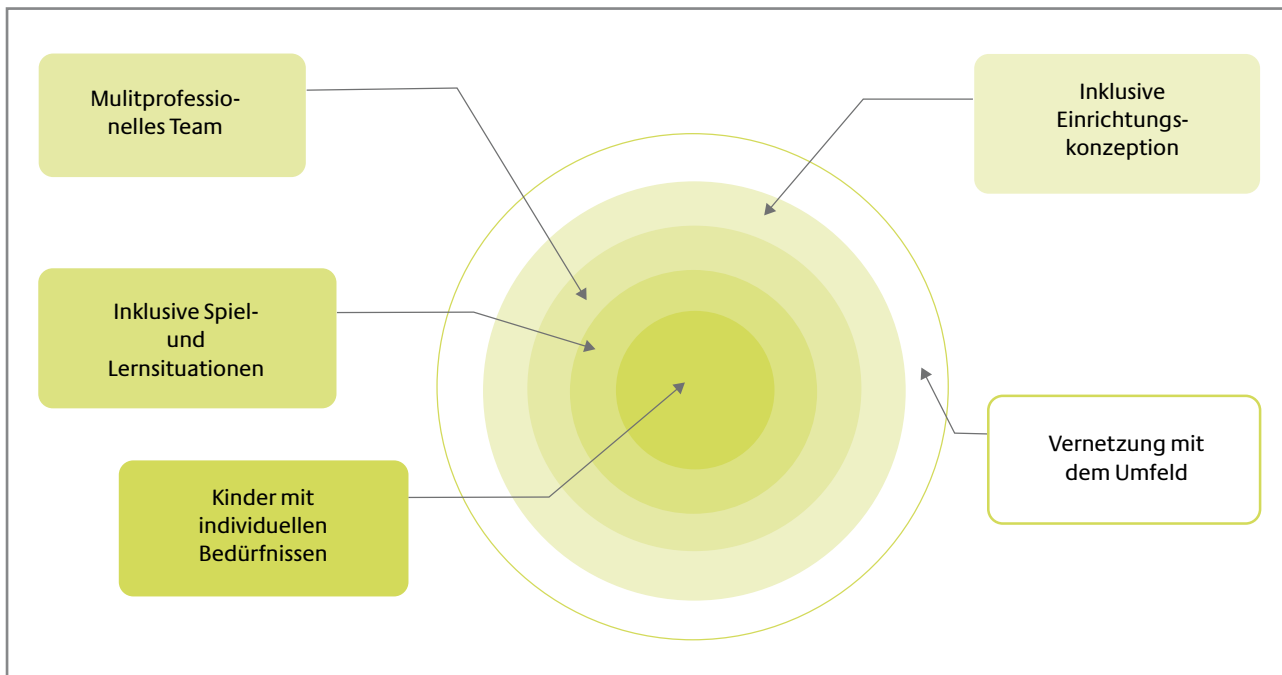 Mulitprofessio-
nelles Team
Inklusive
Einrichtungs-
konzeption
Inklusive Spiel-
und
Lernsituationen
Vernetzung mit
dem Umfeld
Kinder mit
individuellen
Bedürfnissen